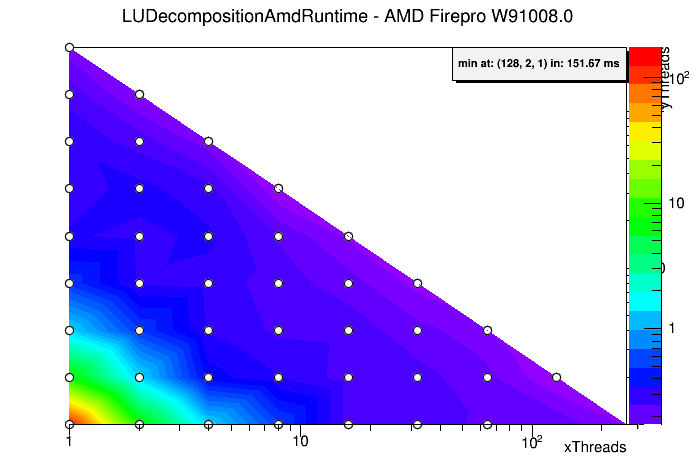 LUDecompositionAmdRuntime - AMD Firepro W91008.0
min at: (128, 2, 1) in: 151.67 ms
yThreads
10²
10
1
1
10
10²
xThreads